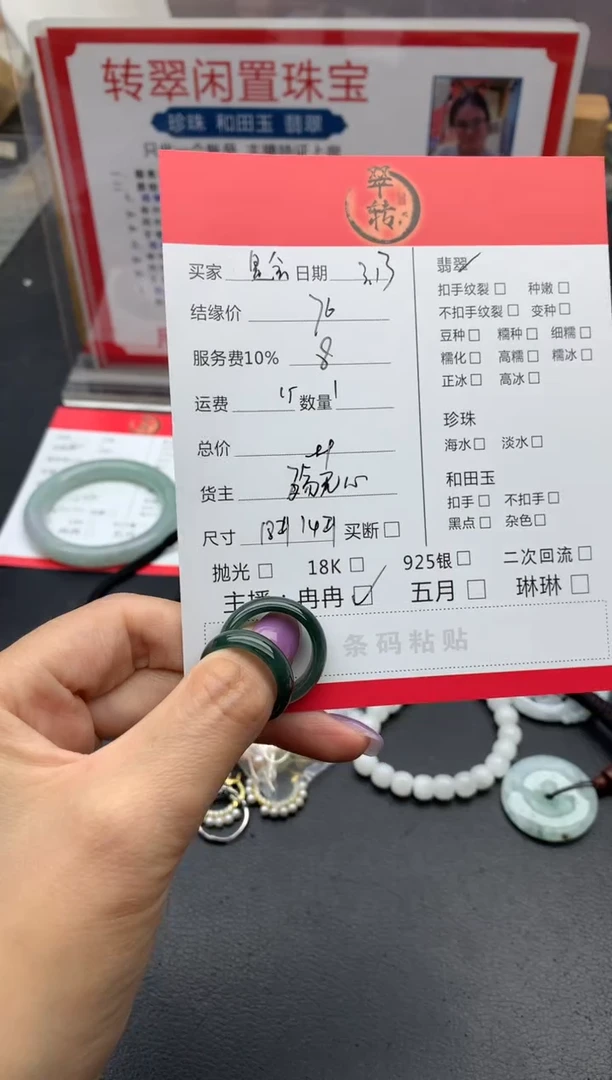 转翠闲置珠宝
珍珠 和田玉 翡翠
翠转
买家 日期 3.13
结缘价 76
服务费10% 8
运费 15 数量 1
总价
货主
尺寸 买断□
翡翠✓
扣手纹裂□ 种嫩□
不扣手纹裂□ 变种□
豆种□ 糯种□ 细糯□
糯化□ 高糯□ 糯冰□
正冰□ 高冰□
珍珠
海水□ 淡水□
和田玉
扣手□ 不扣手□
黑点□ 杂色□
抛光□ 18K□ 925银□ 二次回流□
主播：冉冉☑ 五月□ 琳琳□
条码粘贴